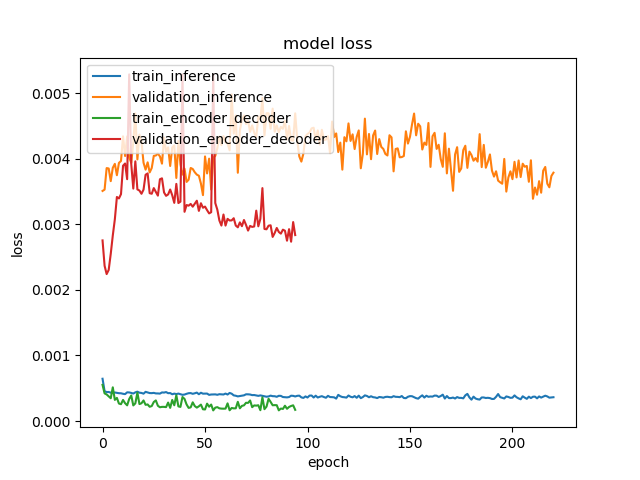 model loss
train_inference
validation_inference
train_encoder_decoder
validation_encoder_decoder
0.005
0.004
0.003
0.002
0.001
0.000
loss
0 50 100 150 200
epoch